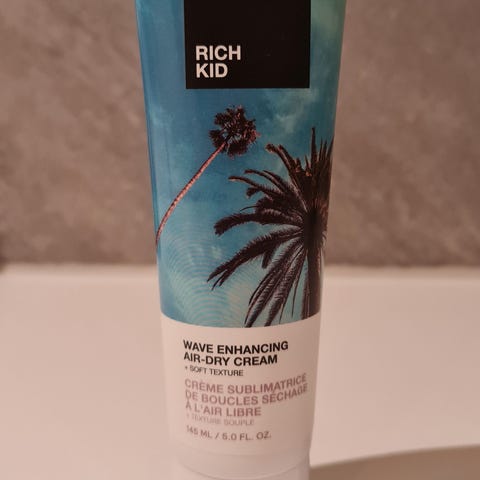 RICH
KID
WAVE ENHANCING
AIR-DRY CREAM
+ SOFT TEXTURE
CRÈME SUBLIMATRICE
DE BOUCLES SÉCHAGE
À L'AIR LIBRE
+ TEXTURE SOUPLE
145 ML / 5.0 FL. OZ.